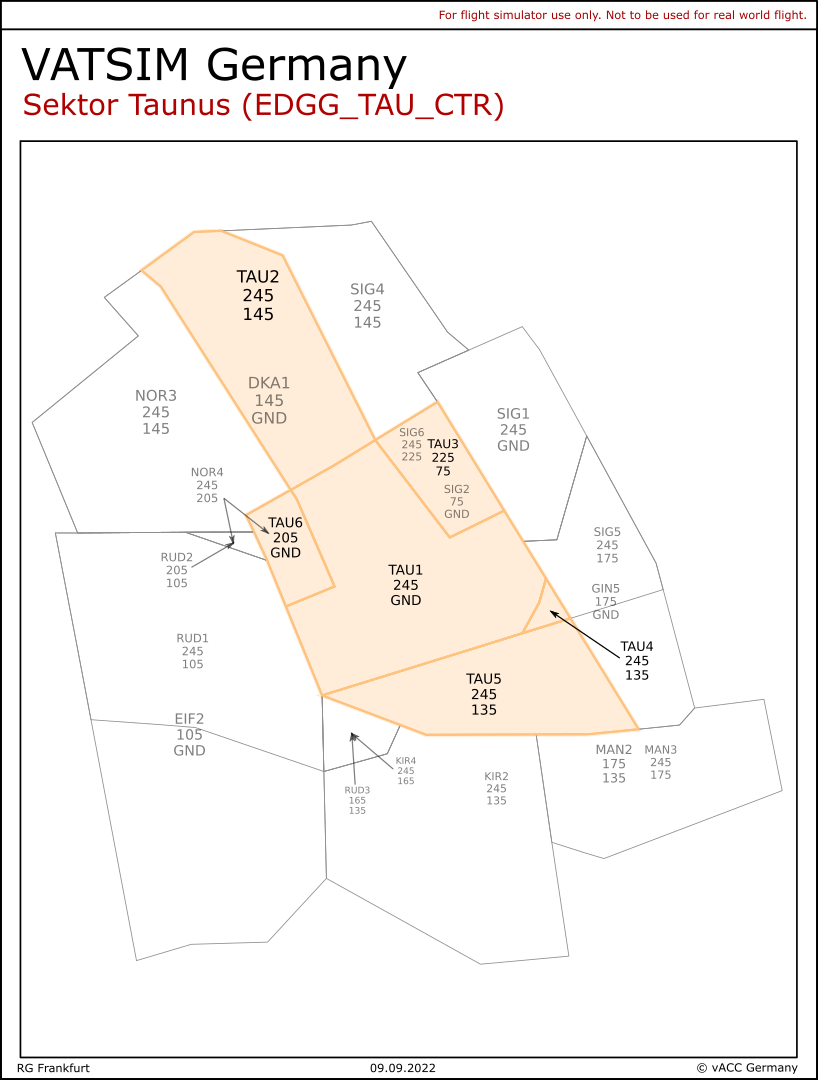 For flight simulator use only. Not to be used for real world flight.
VATSIM Germany
Sektor Taunus (EDGG_TAU_CTR)
TAU2
245
145
SIG4
245
145
DKA1
145
GND
NOR3
245
145
SIG1
245
GND
SIG6
245
225
TAU3
225
75
SIG2
75
GND
NOR4
245
205
TAU6
205
GND
RUD2
205
105
TAU1
245
GND
SIG5
245
175
GIN5
175
GND
RUD1
245
105
TAU4
245
135
TAU5
245
135
EIF2
105
GND
MAN2
175
135
MAN3
245
175
KIR4
245
165
RUD3
165
135
KIR2
245
135
RG Frankfurt
09.09.2022
© vACC Germany